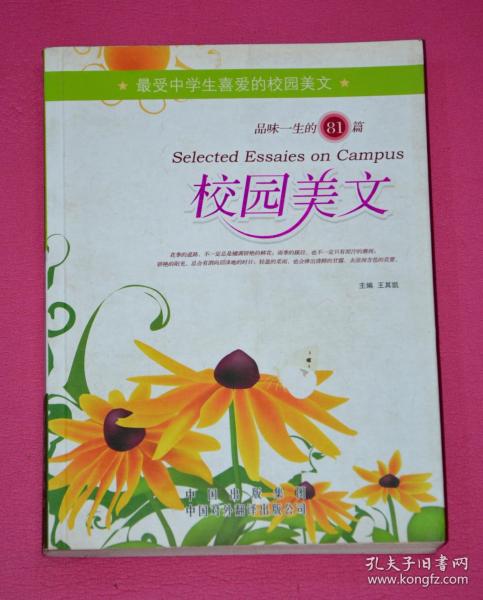 ★ 最受中学生喜爱的校园美文 ★
品味一生的 81 篇
Selected Essaies on Campus
校园美文
主编 王其凯
中国出版集团
中国对外翻译出版公司
孔夫子旧书网
www.kongfz.com